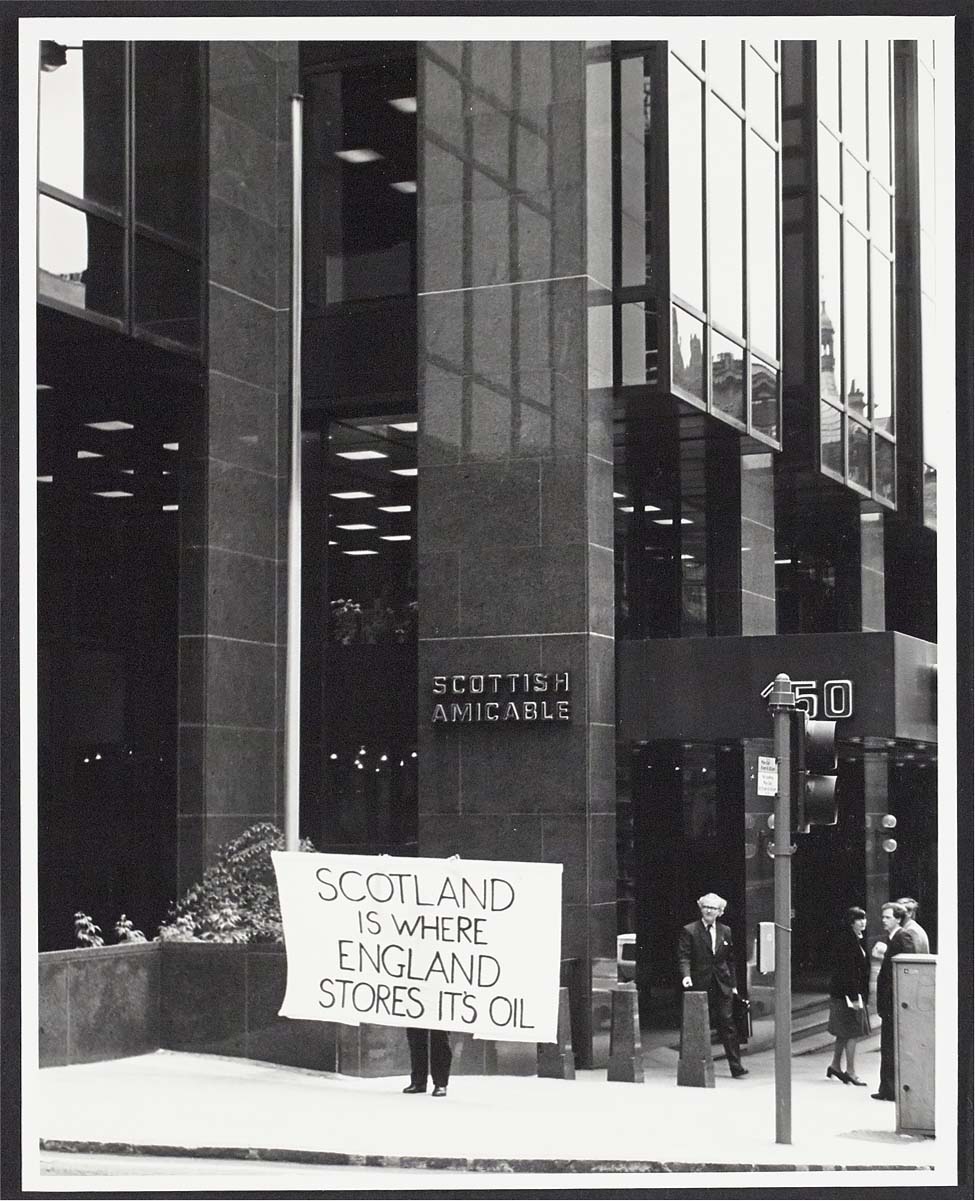 SCOTTISH
AMICABLE
150
SCOTLAND
IS WHERE
ENGLAND
STORES IT'S OIL